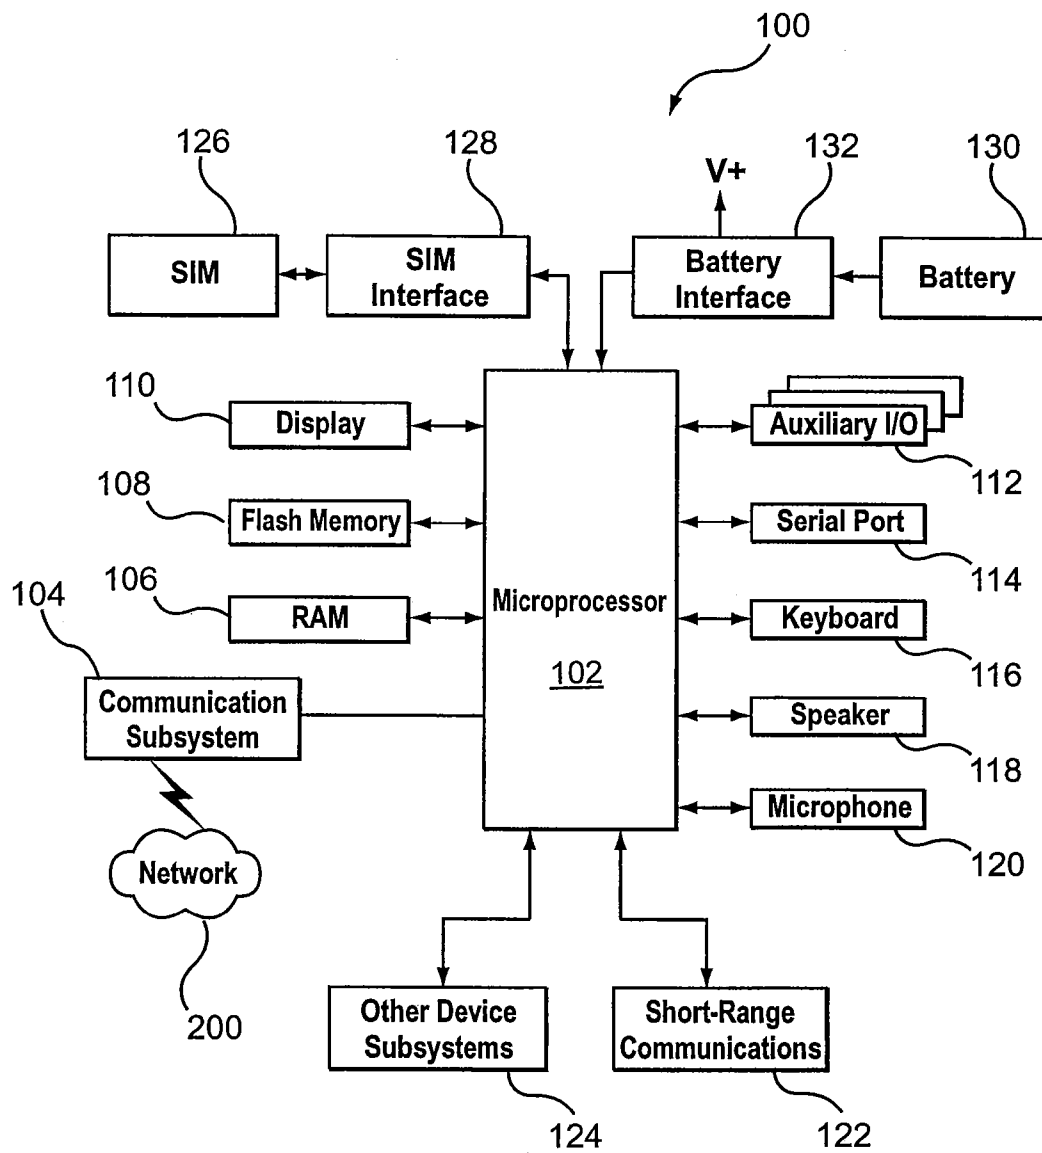 100
126
128
132
130
V+
SIM
SIM
Interface
Battery
Interface
Battery
110
Display
Auxiliary I/O
112
108
Flash Memory
Serial Port
114
104
106
RAM
Microprocessor
102
Keyboard
116
Communication
Subsystem
Speaker
118
Microphone
120
Network
200
Other Device
Subsystems
124
Short-Range
Communications
122